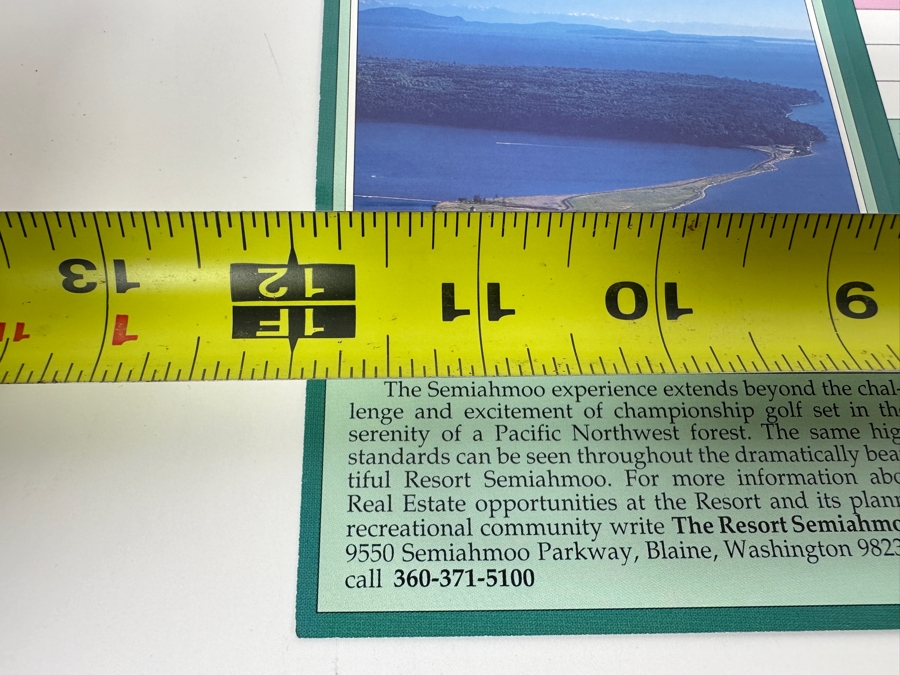 13 12 11 10 9
1 1F
The Semiahmoo experience extends beyond the chal-
lenge and excitement of championship golf set in the
serenity of a Pacific Northwest forest. The same hig
standards can be seen throughout the dramatically bea
tiful Resort Semiahmoo. For more information abo
Real Estate opportunities at the Resort and its plann
recreational community write The Resort Semiahmo
9550 Semiahmoo Parkway, Blaine, Washington 9823
call 360-371-5100